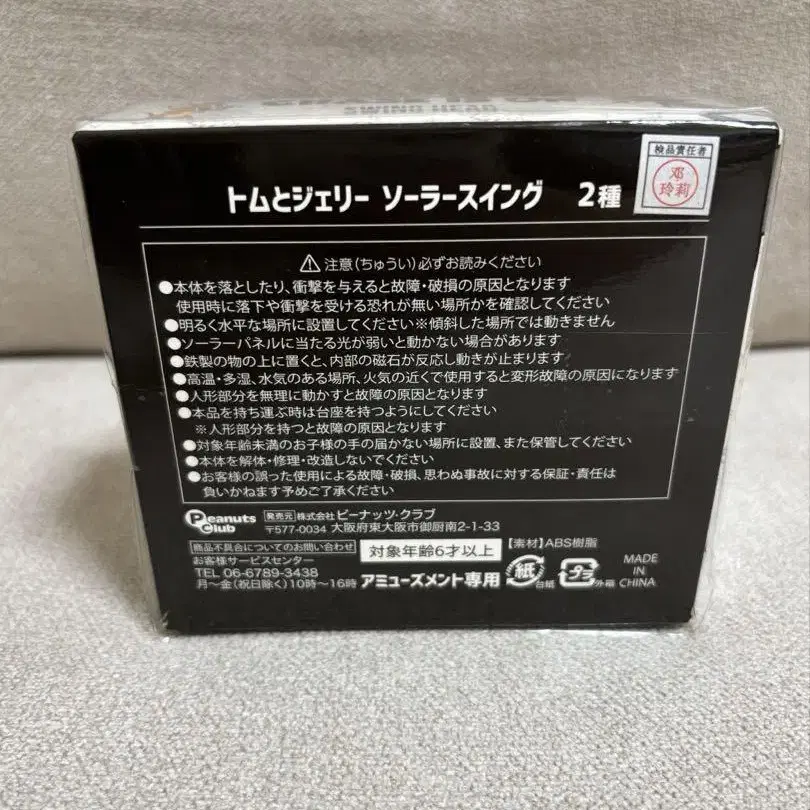 SWING HEAD
検品責任者
邓
玲莉
トムとジェリー ソーラースイング 2種
⚠注意(ちゅうい)必ずお読みください
●本体を落としたり、衝撃を与えると故障・破損の原因となります
使用時に落下や衝撃を受ける恐れが無い場所かを確認してください
●明るく水平な場所に設置してください※傾斜した場所では動きません
●ソーラーパネルに当たる光が弱いと動かない場合があります
●鉄製の物の上に置くと、内部の磁石が反応し動きが止まります
●高温・多湿、水気のある場所、火気の近くで使用すると変形故障の原因になります
●人形部分を無理に動かすと故障の原因となります
●本品を持ち運ぶ時は台座を持つようにしてください
※人形部分を持つと故障の原因となります
●対象年齢未満のお子様の手の届かない場所に設置、また保管してください
●本体を解体・修理・改造しないでください
●お客様の誤った使用による故障・破損、思わぬ事故に対する保証・責任は
負いかねます予めご了承ください
Peanuts Club
発売元 株式会社 ピーナッツ・クラブ
〒577-0034 大阪府東大阪市御厨南2-1-33
商品不具合についてのお問い合わせ
お客様サービスセンター
TEL 06-6789-3438
月～金(祝日除く)10時～16時
対象年齢6才以上
アミューズメント専用
【素材】ABS樹脂
紙 台紙
プラ 外箱
MADE
IN
CHINA